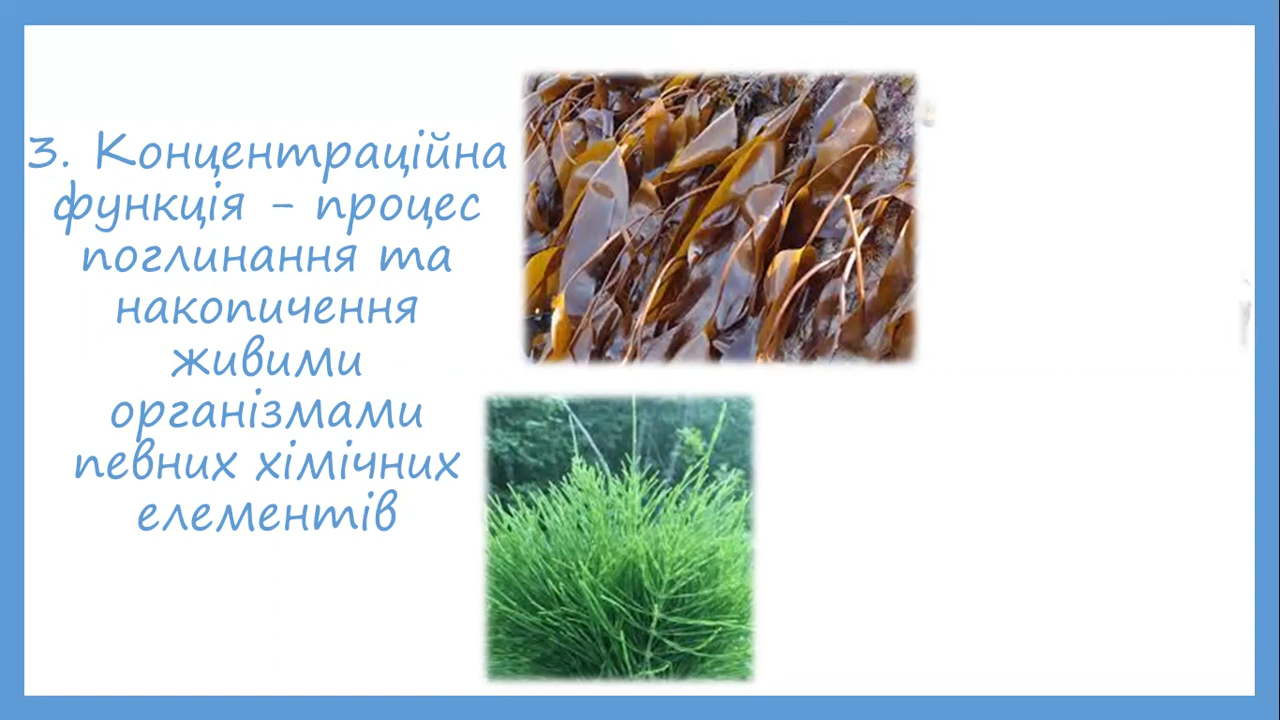 3. Концентраційна
функція - процес
поглинання та
накопичення
живими
організмами
певних хімічних
елементів